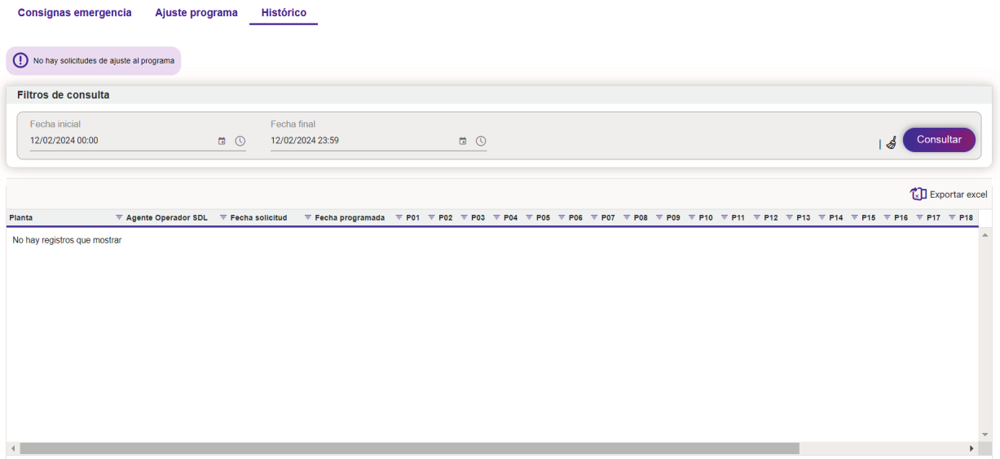 Consignas emergencia Ajuste programa Histórico
No hay solicitudes de ajuste al programa
Filtros de consulta
Fecha inicial Fecha final
12/02/2024 00:00 12/02/2024 23:59 Consultar
Exportar excel
Planta Agente Operador SDL Fecha solicitud Fecha programada P01 P02 P03 P04 P05 P06 P07 P08 P09 P10 P11 P12 P13 P14 P15 P16 P17 P18
No hay registros que mostrar